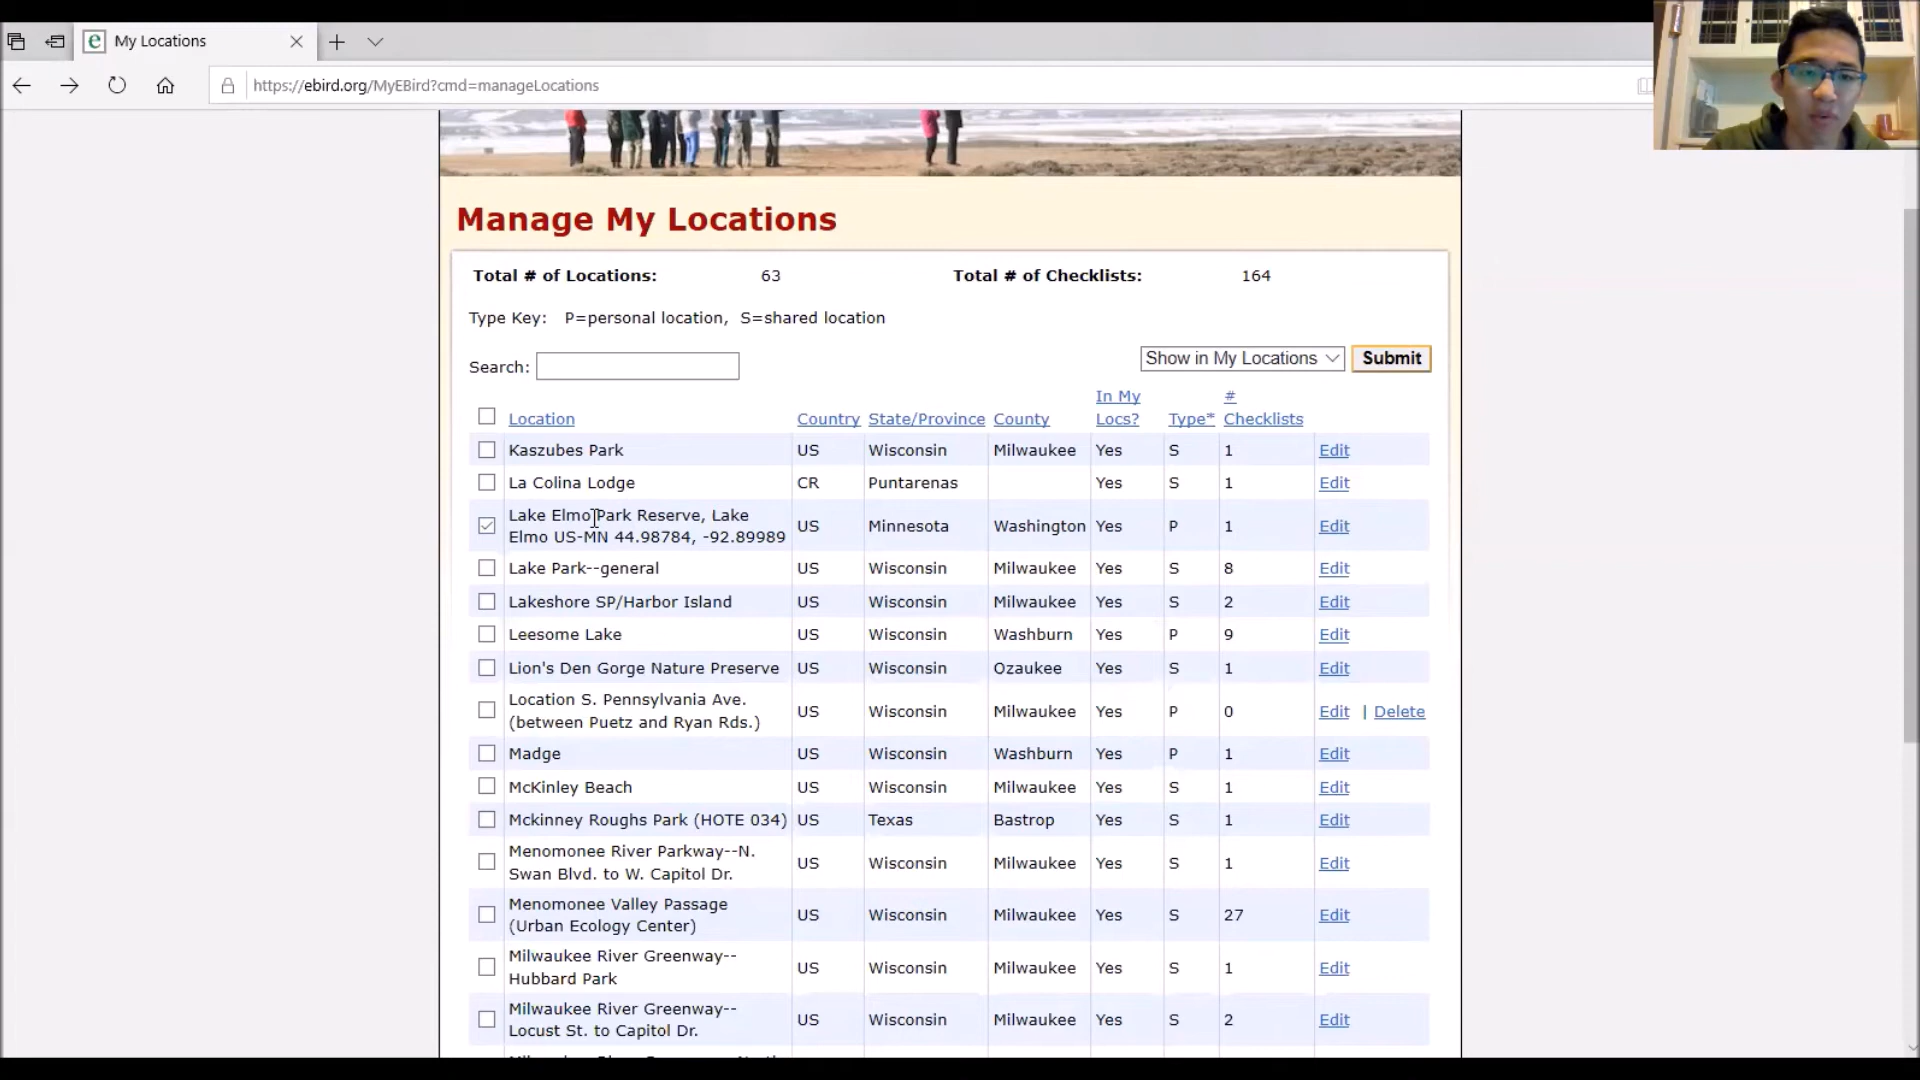 My Locations
https://ebird.org/MyEBird?cmd=manageLocations
Manage My Locations
Total # of Locations: 63 Total # of Checklists: 164
Type Key: P=personal location, S=shared location
Search: Show in My Locations Submit
Location Country State/Province County In My Locs? Type* # Checklists
Kaszubes Park US Wisconsin Milwaukee Yes S 1 Edit
La Colina Lodge CR Puntarenas Yes S 1 Edit
Lake Elmo Park Reserve, Lake
Elmo US-MN 44.98784, -92.89989 US Minnesota Washington Yes P 1 Edit
Lake Park--general US Wisconsin Milwaukee Yes S 8 Edit
Lakeshore SP/Harbor Island US Wisconsin Milwaukee Yes S 2 Edit
Leesome Lake US Wisconsin Washburn Yes P 9 Edit
Lion's Den Gorge Nature Preserve US Wisconsin Ozaukee Yes S 1 Edit
Location S. Pennsylvania Ave.
(between Puetz and Ryan Rds.) US Wisconsin Milwaukee Yes P 0 Edit | Delete
Madge US Wisconsin Washburn Yes P 1 Edit
McKinley Beach US Wisconsin Milwaukee Yes S 1 Edit
Mckinney Roughs Park (HOTE 034) US Texas Bastrop Yes S 1 Edit
Menomonee River Parkway--N.
Swan Blvd. to W. Capitol Dr. US Wisconsin Milwaukee Yes S 1 Edit
Menomonee Valley Passage
(Urban Ecology Center) US Wisconsin Milwaukee Yes S 27 Edit
Milwaukee River Greenway--
Hubbard Park US Wisconsin Milwaukee Yes S 1 Edit
Milwaukee River Greenway--
Locust St. to Capitol Dr. US Wisconsin Milwaukee Yes S 2 Edit